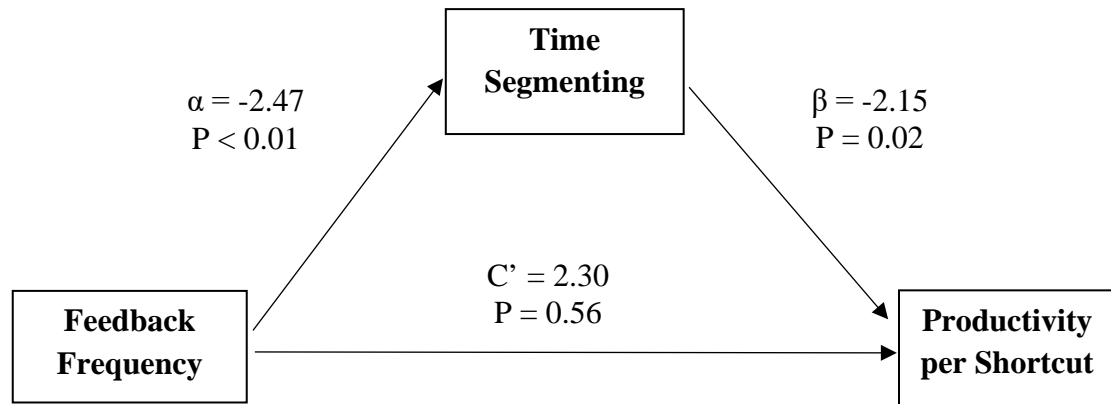 Time
Segmenting
α = -2.47
P < 0.01
β = -2.15
P = 0.02
C’ = 2.30
P = 0.56
Feedback
Frequency
Productivity
per Shortcut